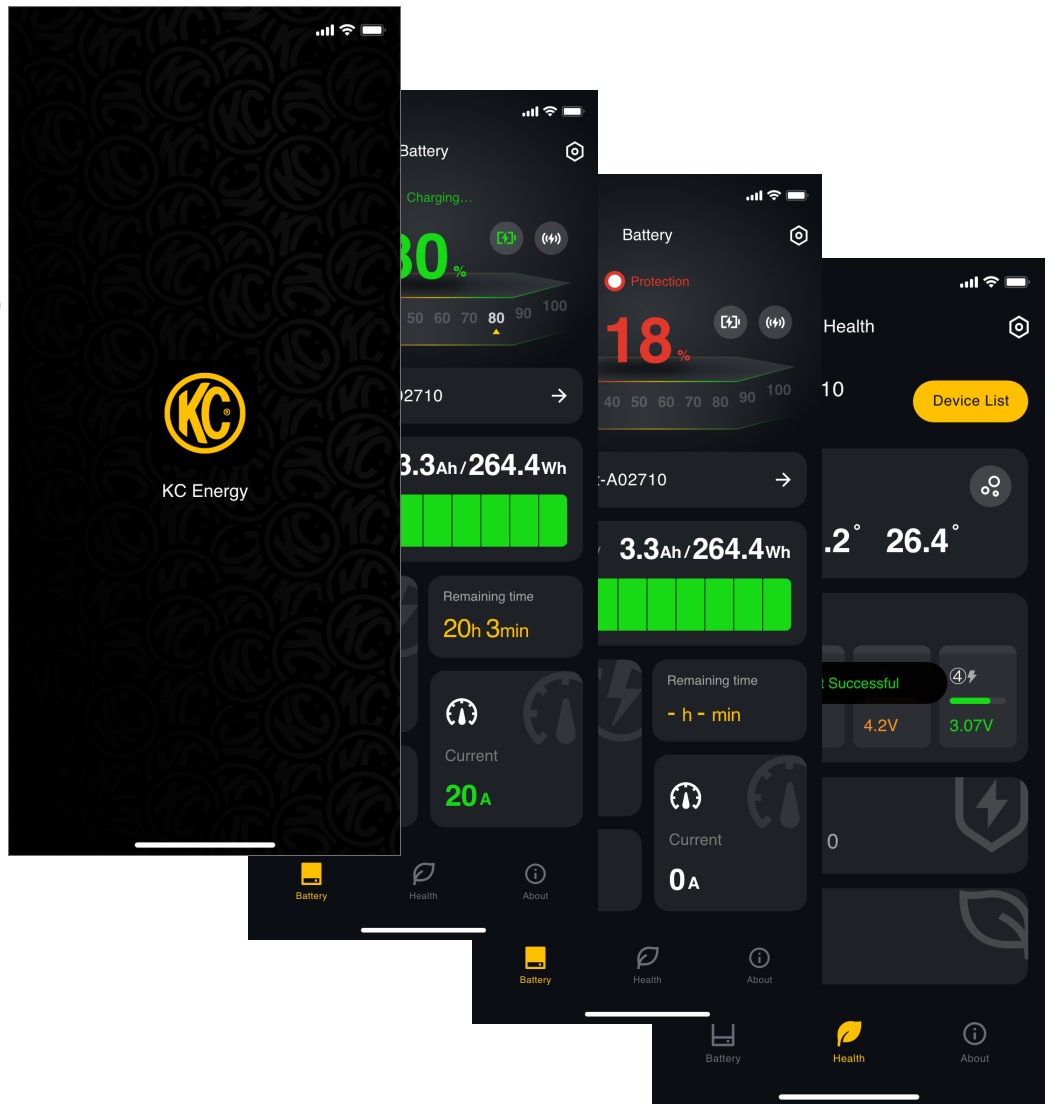 KC
KC Energy
Battery
Charging...
80 %
50 60 70 80 90 100
02710
3.3Ah/264.4Wh
Remaining time
20h 3min
Current
20 A
Battery Health About
Battery
Protection
18 %
40 50 60 70 80 90 100
-A02710
3.3Ah/264.4Wh
Remaining time
- h - min
Current
0 A
Battery Health About
Health
10
Device List
.2° 26.4°
④
Successful
4.2V 3.07V
0
Battery Health About